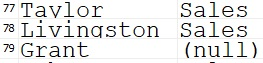 77 Taylor Sales
78 Livingston Sales
79 Grant (null)